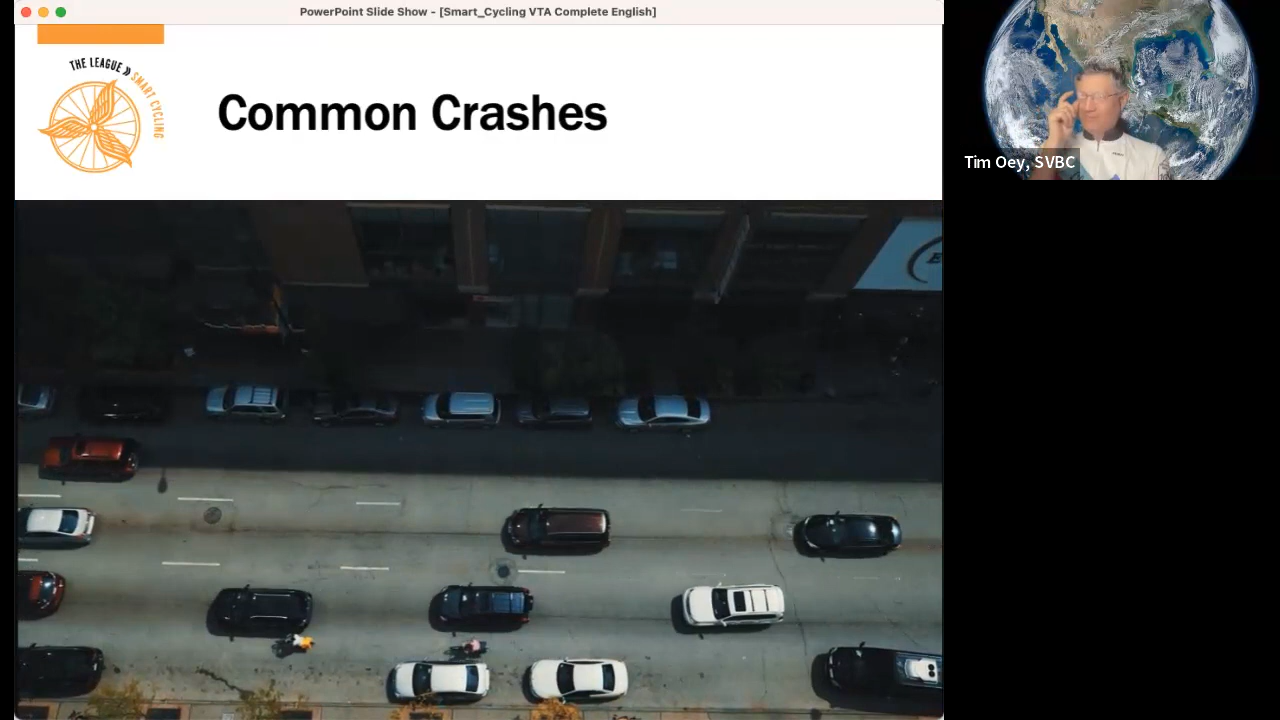 PowerPoint Slide Show - [Smart_Cycling VTA Complete English]
THE LEAGUE
SMART CYCLING
Common Crashes
Tim Oey, SVBC